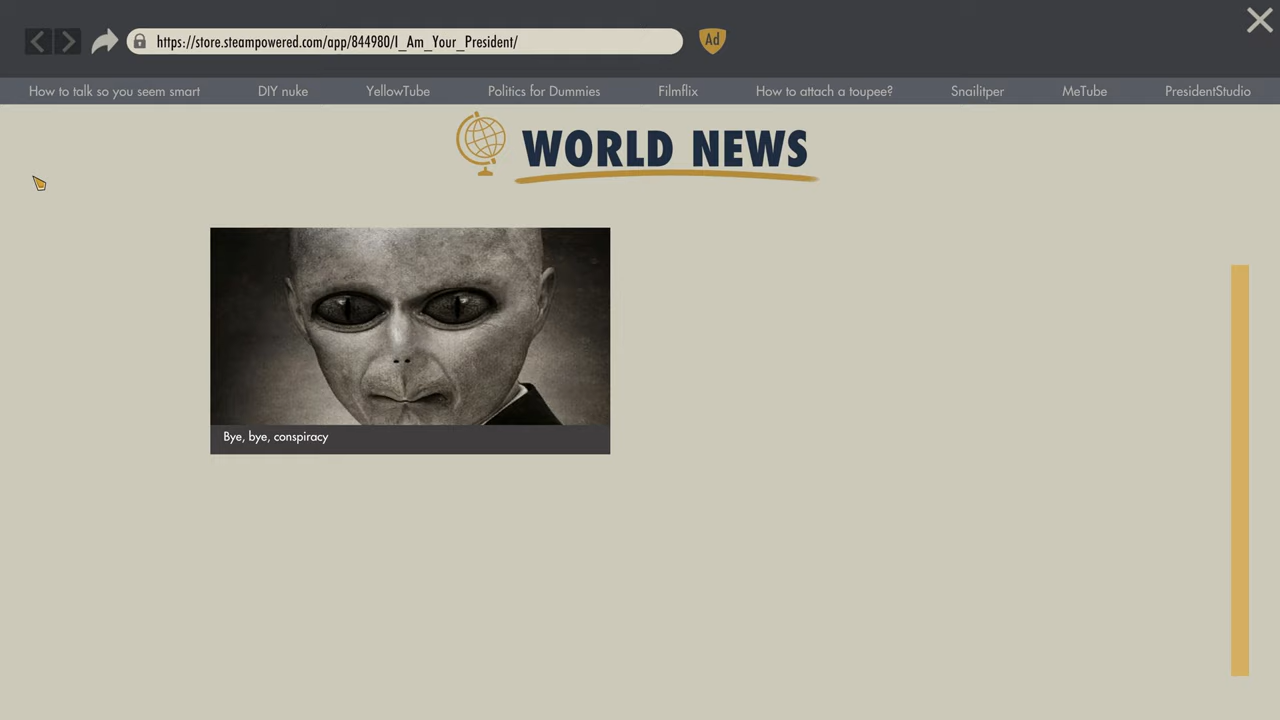 https://store.steampowered.com/app/844980/I_Am_Your_President/
Ad
How to talk so you seem smart DIY nuke YellowTube Politics for Dummies Filmflix How to attach a toupee? Snailitper MeTube PresidentStudio
WORLD NEWS
Bye, bye, conspiracy